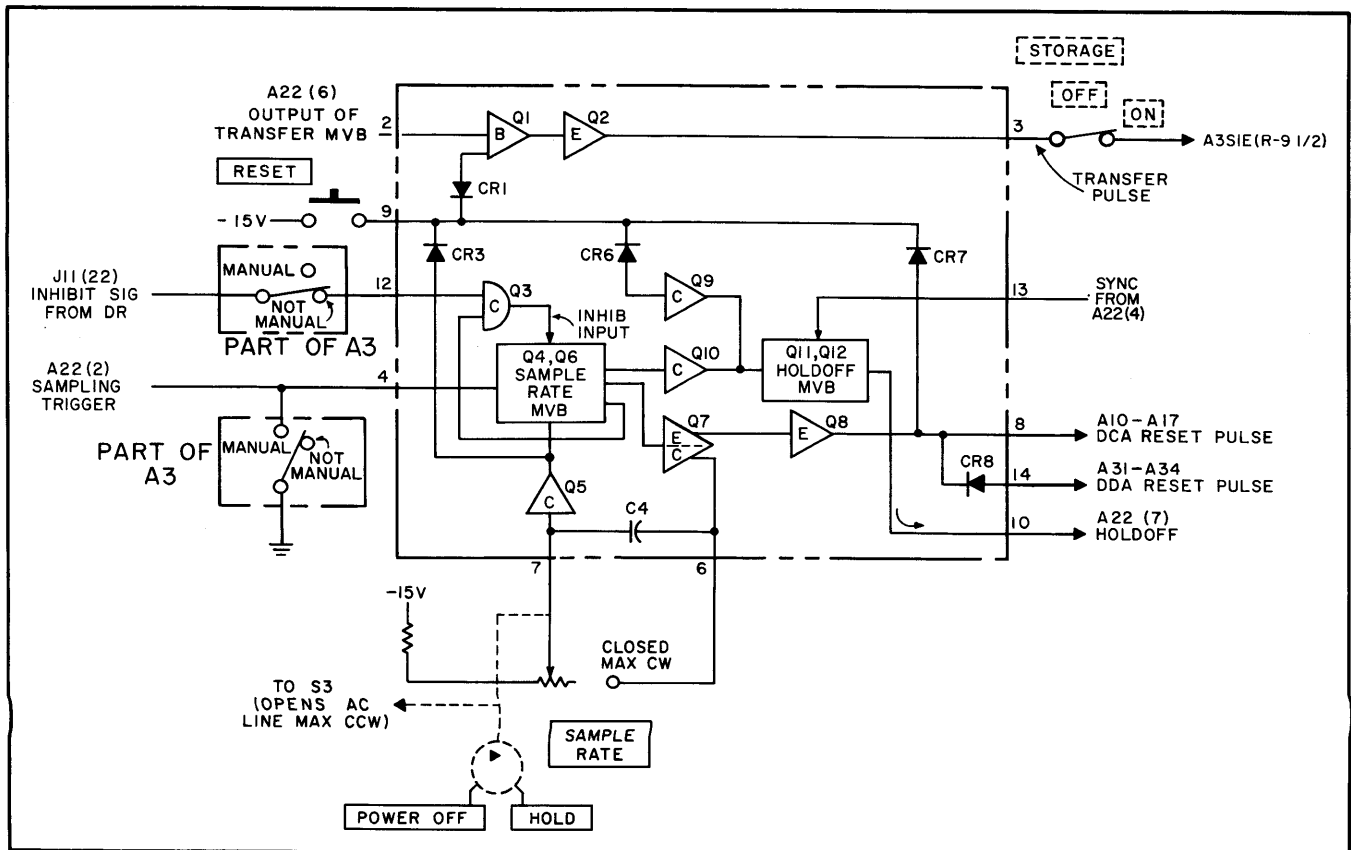 STORAGE
OFF
ON
A22 (6)
OUTPUT OF
TRANSFER MVB
2
B
Q1
E
Q2
3
A3S1E(R-9 1/2)
TRANSFER
PULSE
RESET
CR1
-15V
9
CR3
CR6
CR7
J11(22)
INHIBIT SIG
FROM DR
MANUAL
NOT
MANUAL
PART OF A3
12
C
Q3
INHIB
INPUT
C
Q9
13
SYNC
FROM
A22(4)
A22(2)
SAMPLING
TRIGGER
4
Q4,Q6
SAMPLE
RATE
MVB
C
Q10
Q11,Q12
HOLDOFF
MVB
PART OF
A3
MANUAL
NOT
MANUAL
E
C
Q7
E
Q8
8
A10-A17
DCA RESET PULSE
CR8
14
A31-A34
DDA RESET PULSE
C
Q5
C4
10
A22 (7)
HOLDOFF
7
6
-15V
CLOSED
MAX CW
TO S3
(OPENS AC
LINE MAX CCW)
SAMPLE
RATE
POWER OFF
HOLD